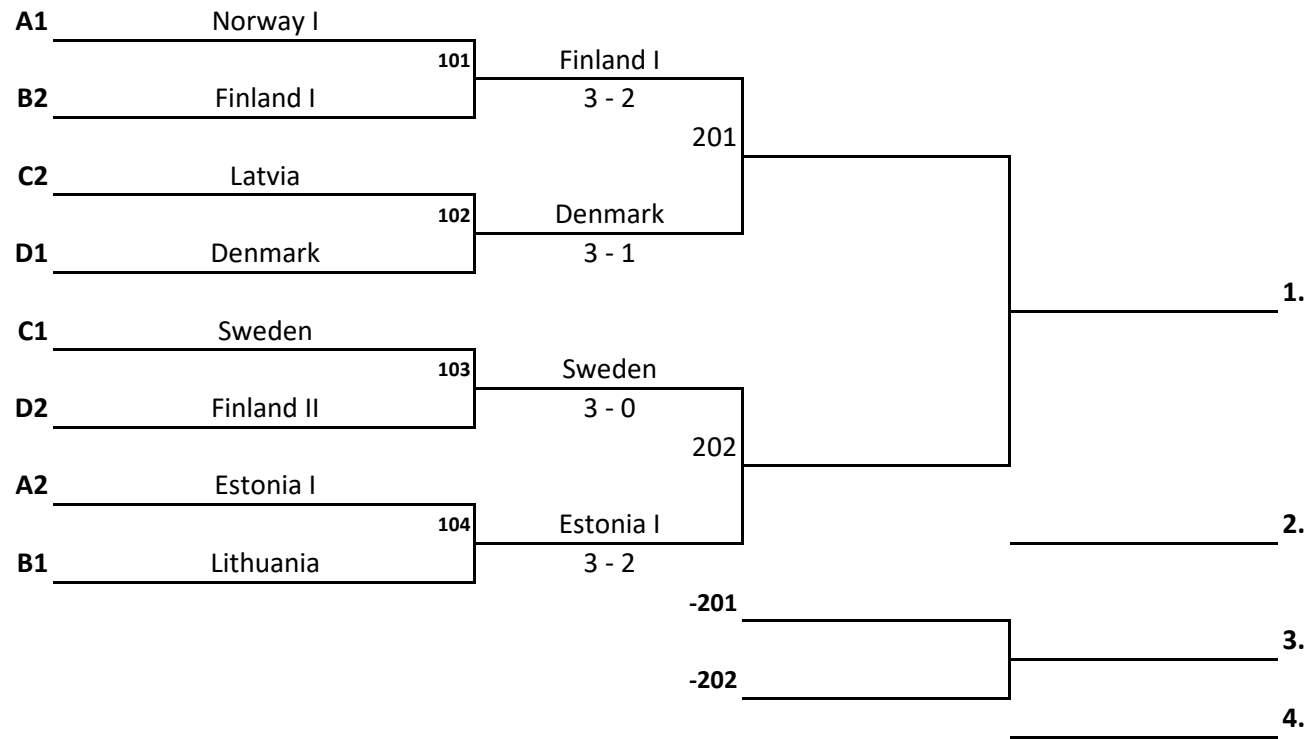 A1 Norway I
101 Finland I
B2 Finland I 3 - 2
201
C2 Latvia
102 Denmark
D1 Denmark 3 - 1
1.
C1 Sweden
103 Sweden
D2 Finland II 3 - 0
202
A2 Estonia I
104 Estonia I 2.
B1 Lithuania 3 - 2
-201
3.
-202
4.